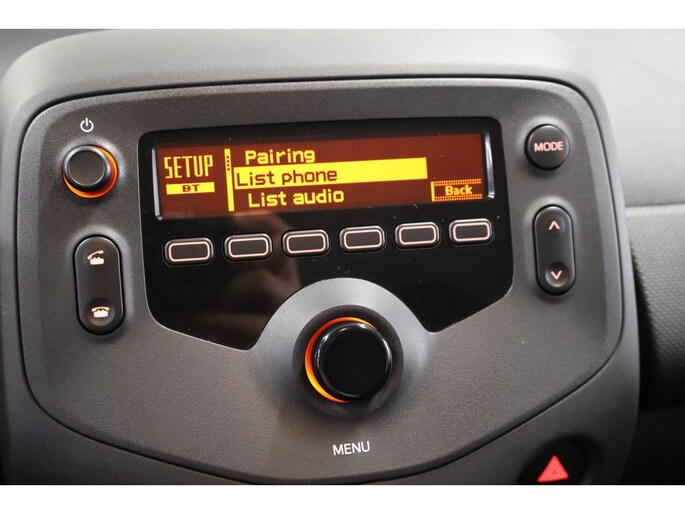 SETUP
BT
Pairing
List phone
List audio
Back
MODE
MENU